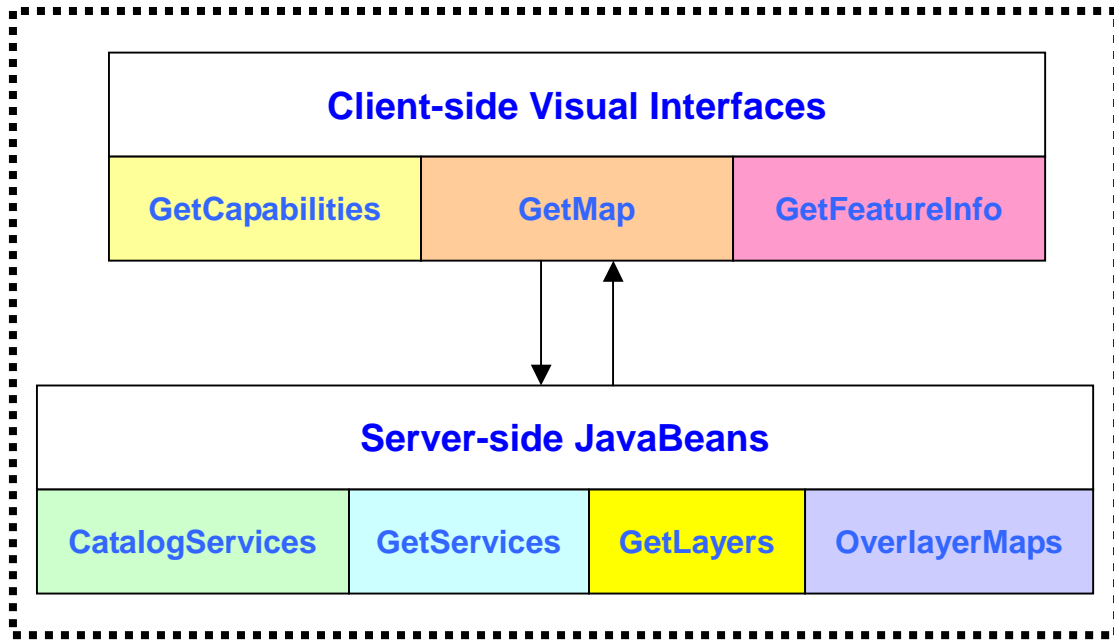 Client-side Visual Interfaces
GetCapabilities
GetMap
GetFeatureInfo
Server-side JavaBeans
CatalogServices
GetServices
GetLayers
OverlayerMaps